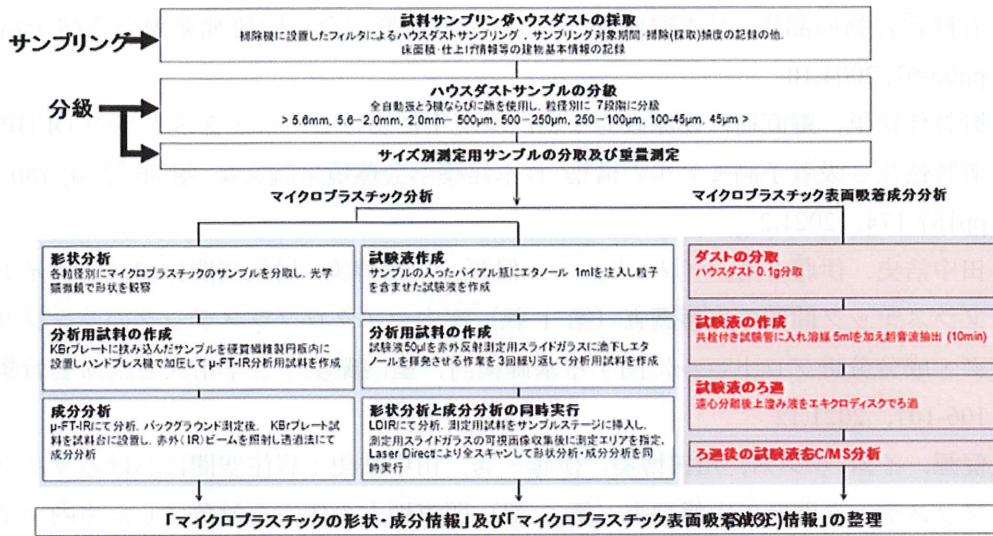 サンプリング
試料サンプリング/ハウスダストの採取
掃除機に設置したフィルタによるハウスダストサンプリング，サンプリング対象期間・掃除(採取)頻度の記録の他，
床面積・仕上げ情報等の建物基本情報の記録
分級
ハウスダストサンプルの分級
全自動振とう機ならびに篩を使用し、粒径別に 7段階に分級
> 5.6mm, 5.6-2.0mm, 2.0mm- 500μm, 500-250μm, 250-100μm, 100-45μm, 45μm >
サイズ別測定用サンプルの分取及び重量測定
マイクロプラスチック分析
マイクロプラスチック表面吸着成分分析
形状分析
各粒径別にマイクロプラスチックのサンプルを分取し、光学
顕微鏡で形状を観察
分析用試料の作成
KBrプレートに挟み込んだサンプルを硬質繊維製円板内に
設置しハンドプレス機で加圧して μ-FT-IR分析用試料を作成
成分分析
μ-FT-IRにて分析、バックグラウンド測定後， KBrプレート試
料を試料台に設置し、赤外（IR）ビームを照射し透過法にて
成分分析
試験液作成
サンプルの入ったバイアル瓶にエタノール 1mlを注入し粒子
を含ませた試験液を作成
分析用試料の作成
試験液50μlを赤外反射測定用スライドガラスに滴下しエタ
ノールを揮発させる作業を3回繰り返して分析用試料を作成
形状分析と成分分析の同時実行
LDIRにて分析、測定用試料をサンプルステージに挿入し、
測定用スライドガラスの可視画像収集後に測定エリアを指定、
Laser Directにより全スキャンして形状分析・成分分析を同
時実行
ダストの分取
ハウスダスト 0.1g分取
試験液の作成
共栓付き試験管に入れ溶媒 5mlを加え超音波抽出 (10min)
試験液のろ過
遠心分離後上澄み液をエキクロディスクでろ過
ろ過後の試験液をC/MS分析
「マイクロプラスチックの形状・成分情報」及び「マイクロプラスチック表面吸着成分(SVOC)情報」の整理